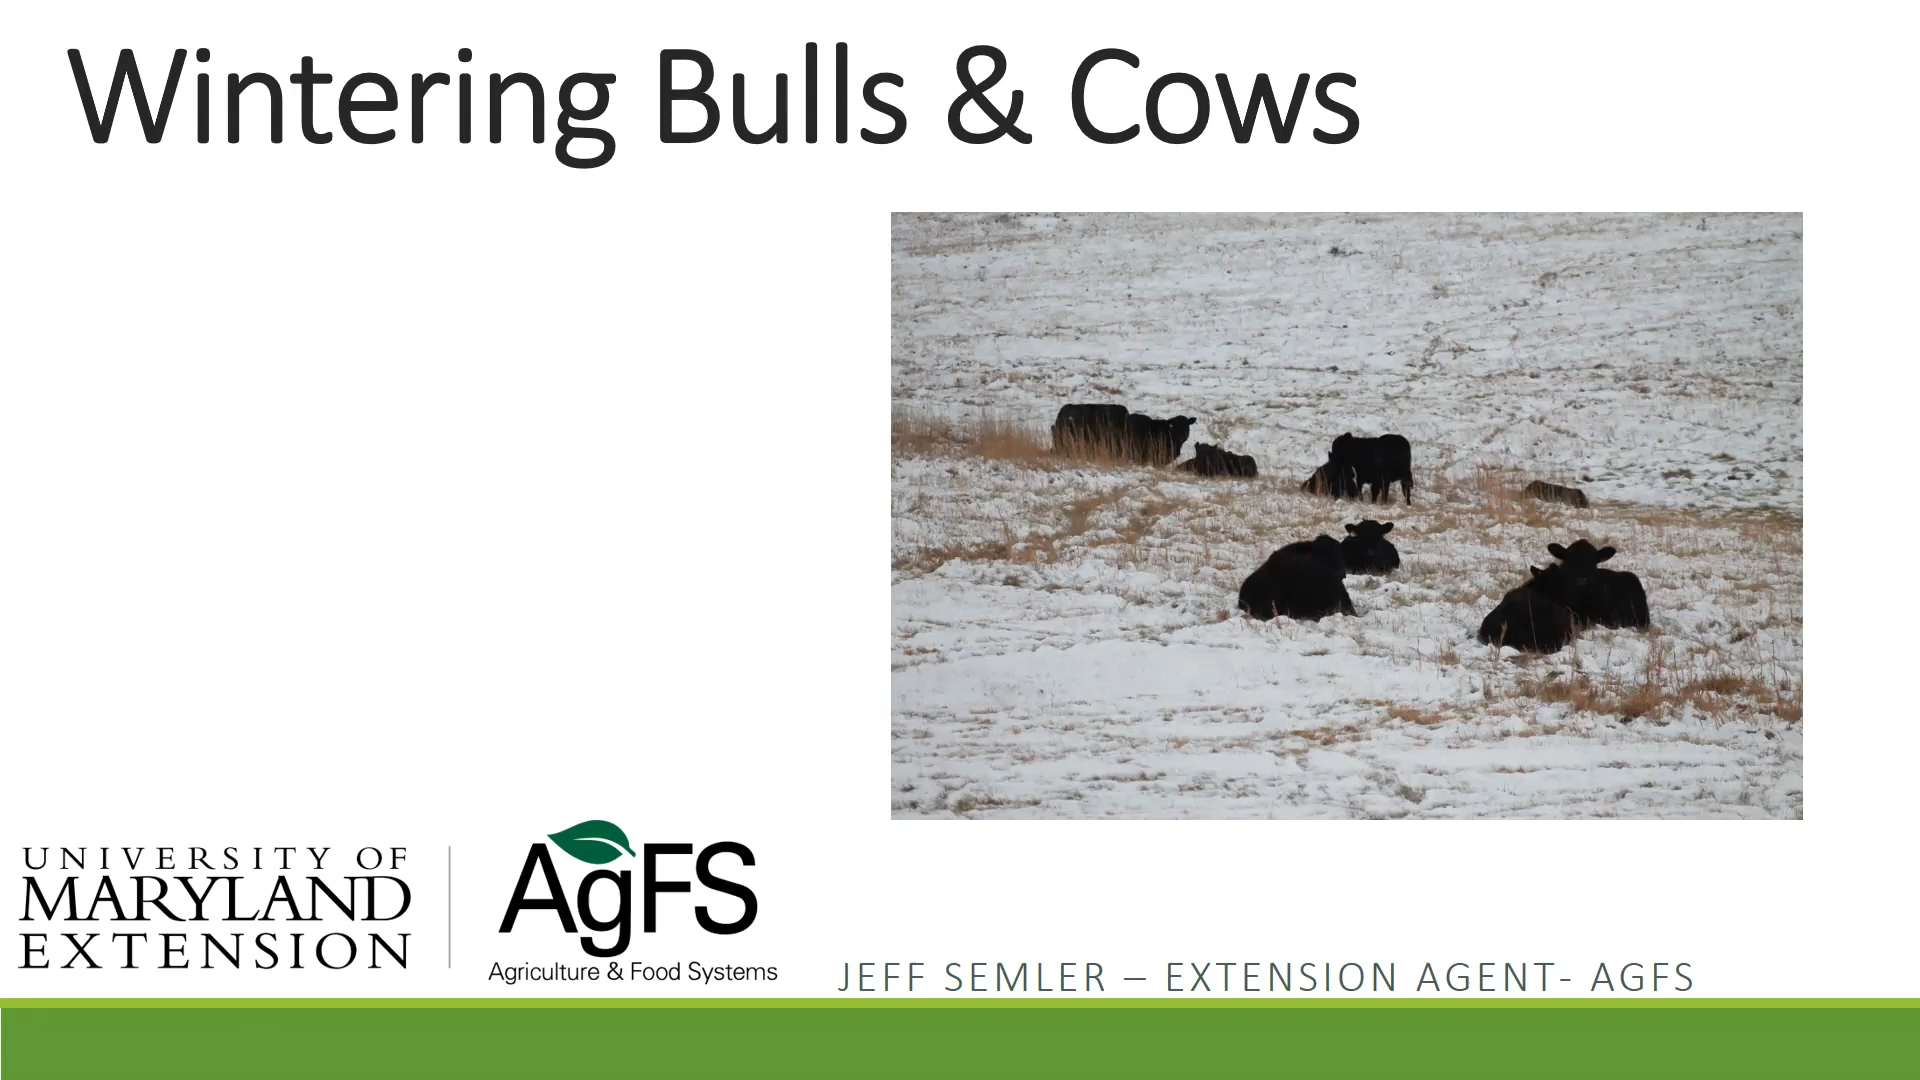 Wintering Bulls & Cows
UNIVERSITY OF
MARYLAND
EXTENSION
AgFS
Agriculture & Food Systems
JEFF SEMLER – EXTENSION AGENT- AGFS